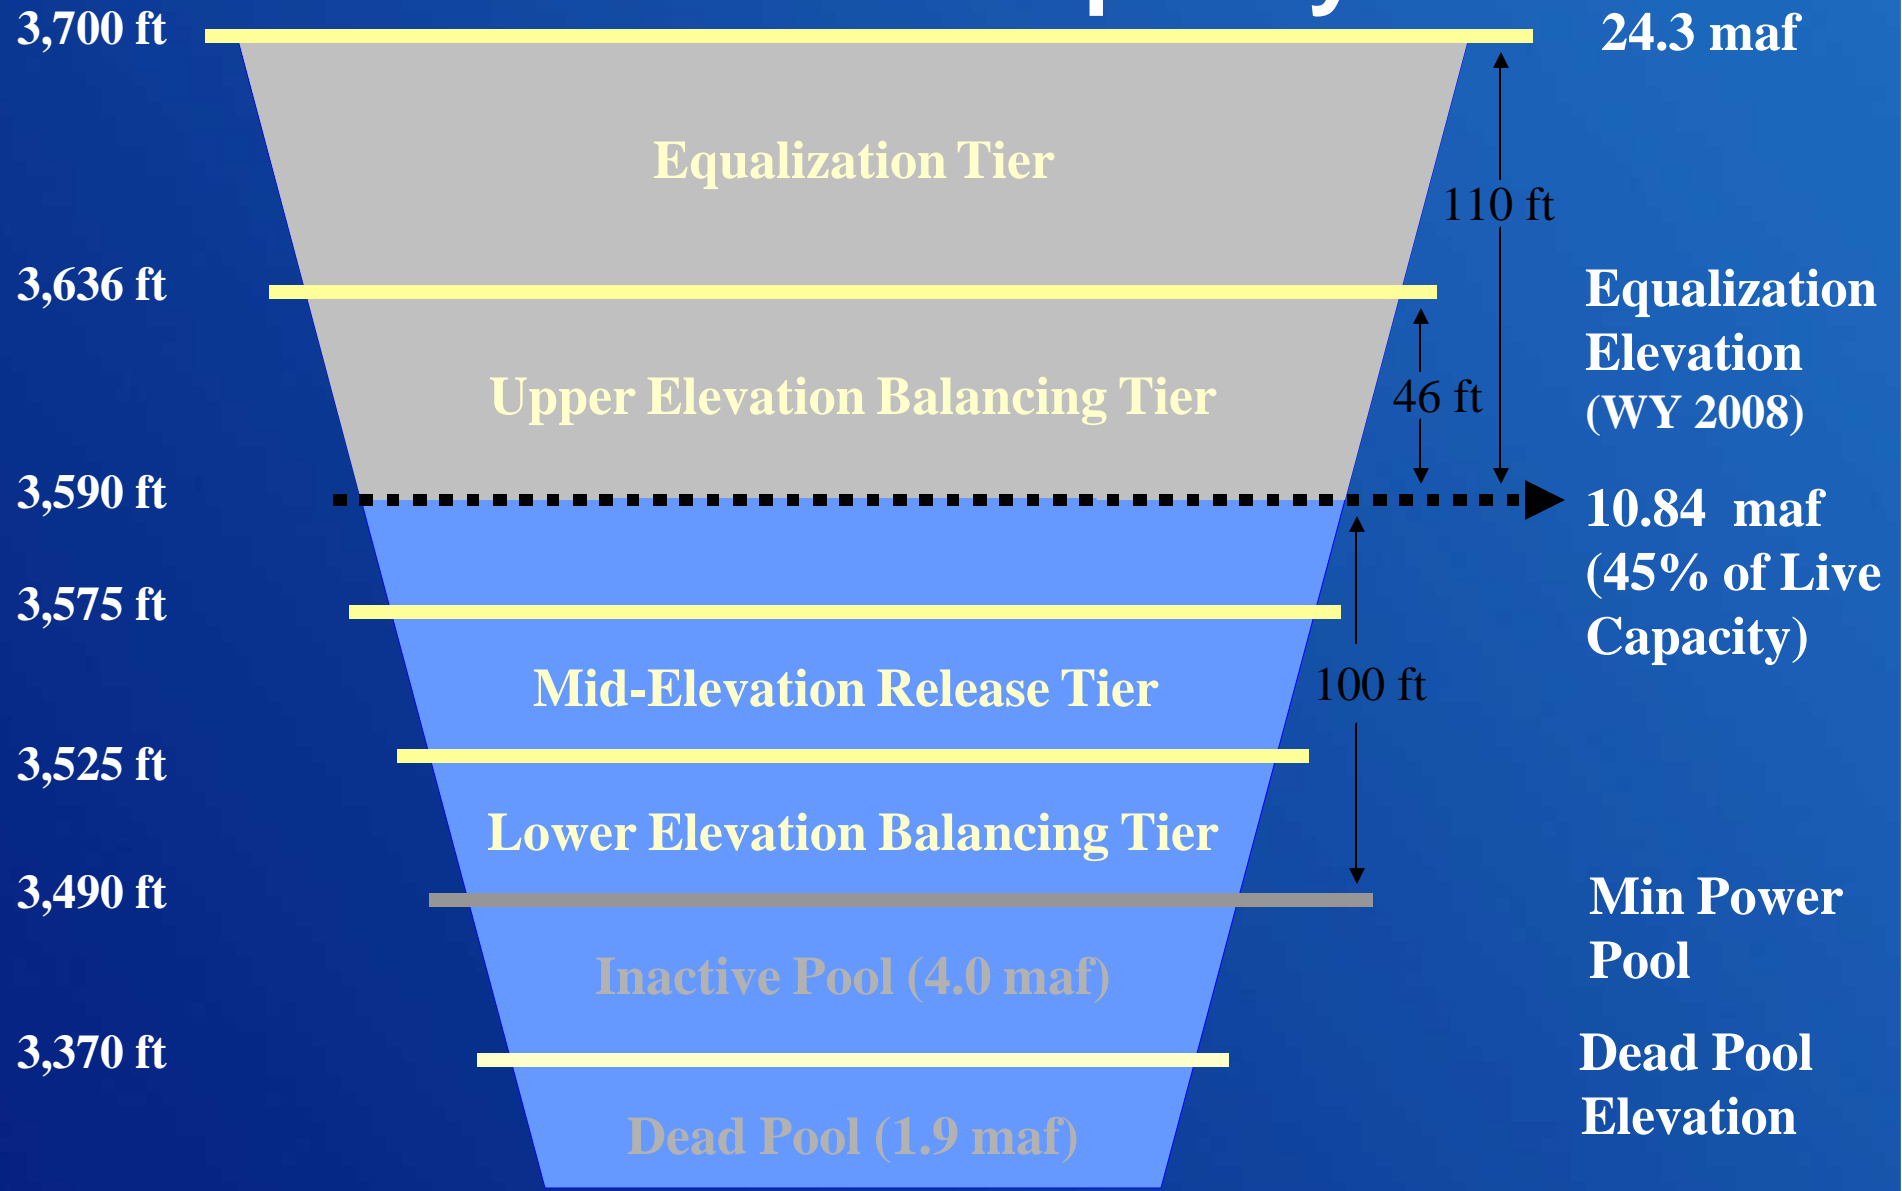 3,700 ft
24.3 maf
Equalization Tier
110 ft
3,636 ft
Equalization
Elevation
(WY 2008)
Upper Elevation Balancing Tier
46 ft
3,590 ft
10.84 maf
(45% of Live
Capacity)
3,575 ft
Mid-Elevation Release Tier
100 ft
3,525 ft
Lower Elevation Balancing Tier
3,490 ft
Min Power
Pool
Inactive Pool (4.0 maf)
3,370 ft
Dead Pool
Elevation
Dead Pool (1.9 maf)